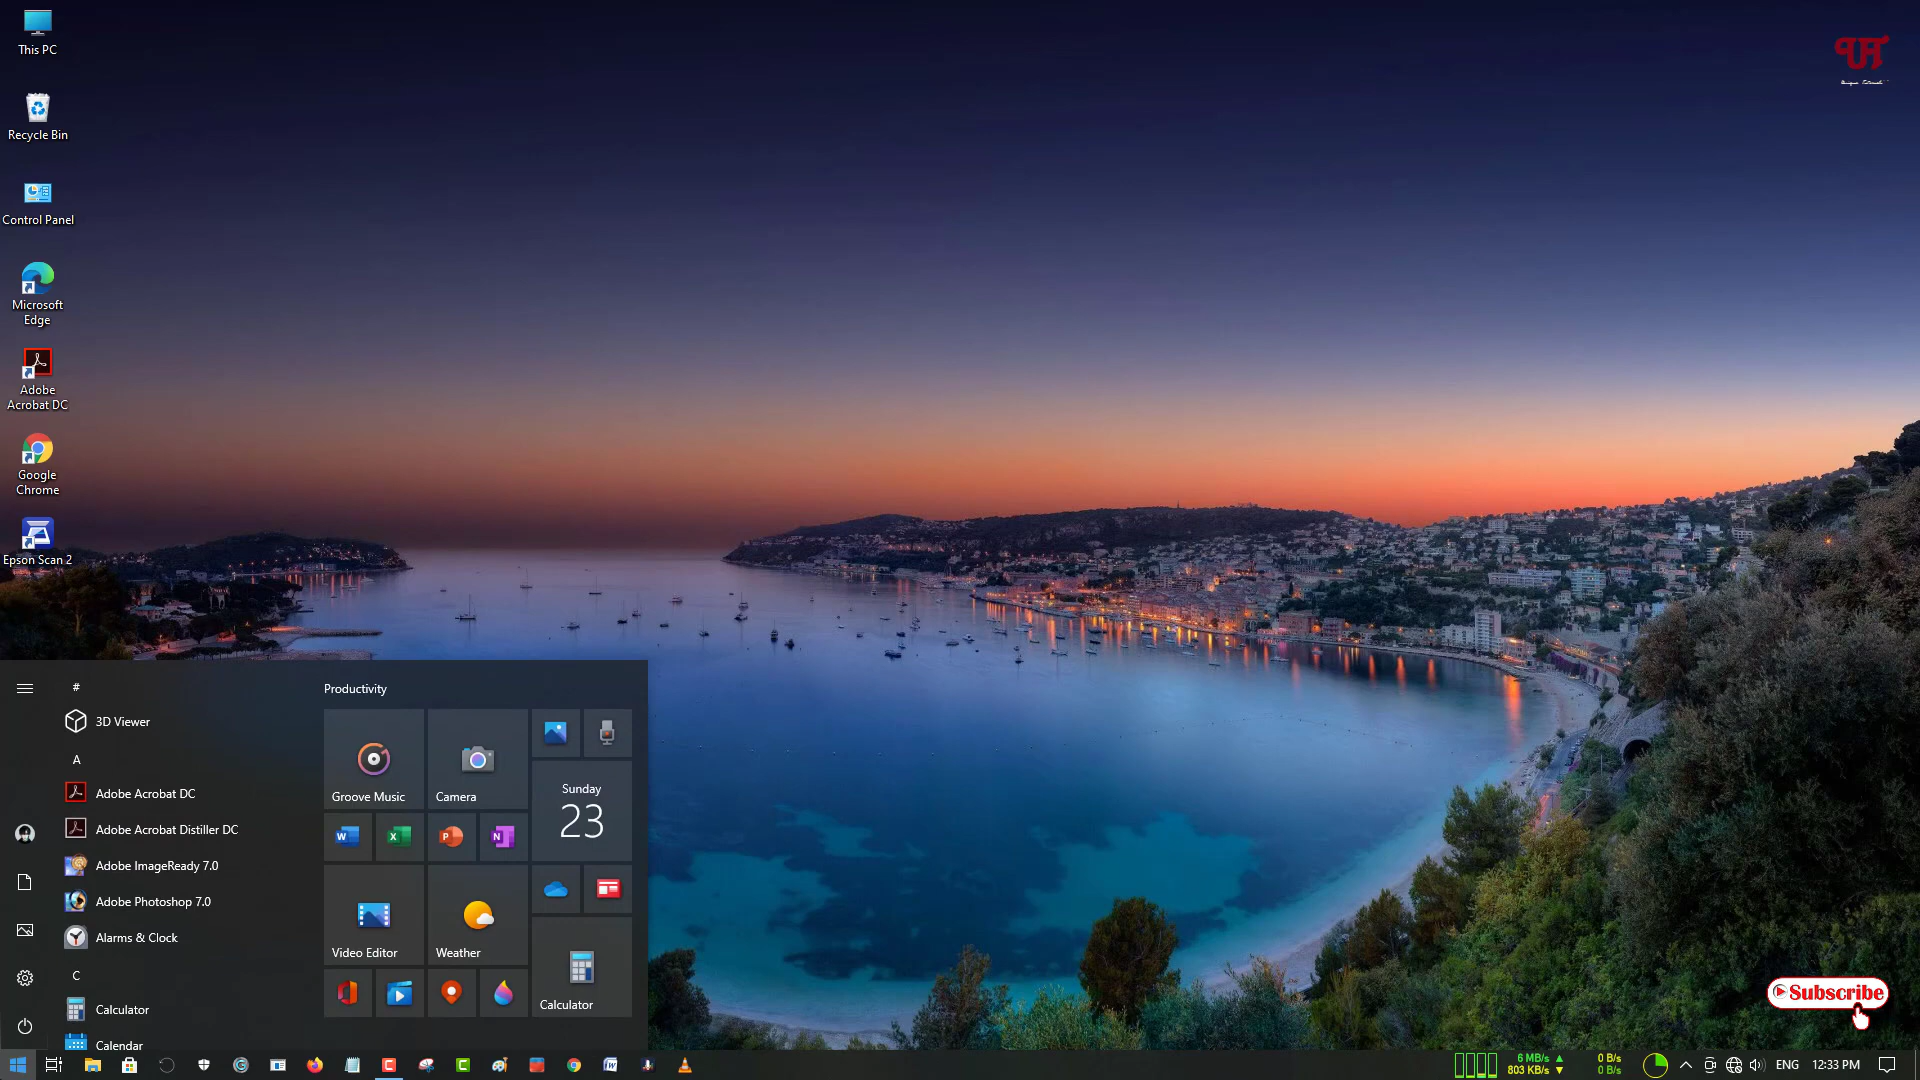 This PC
Recycle Bin
Control Panel
Microsoft
Edge
Adobe
Acrobat DC
Google
Chrome
Epson Scan 2
#
3D Viewer
A
Adobe Acrobat DC
Adobe Acrobat Distiller DC
Adobe ImageReady 7.0
Adobe Photoshop 7.0
Alarms & Clock
C
Calculator
Calendar
Productivity
Groove Music
Camera
Sunday
23
Video Editor
Weather
Calculator
Subscribe
6 MB/s
803 KB/s
0 B/s
0 B/s
ENG
12:33 PM